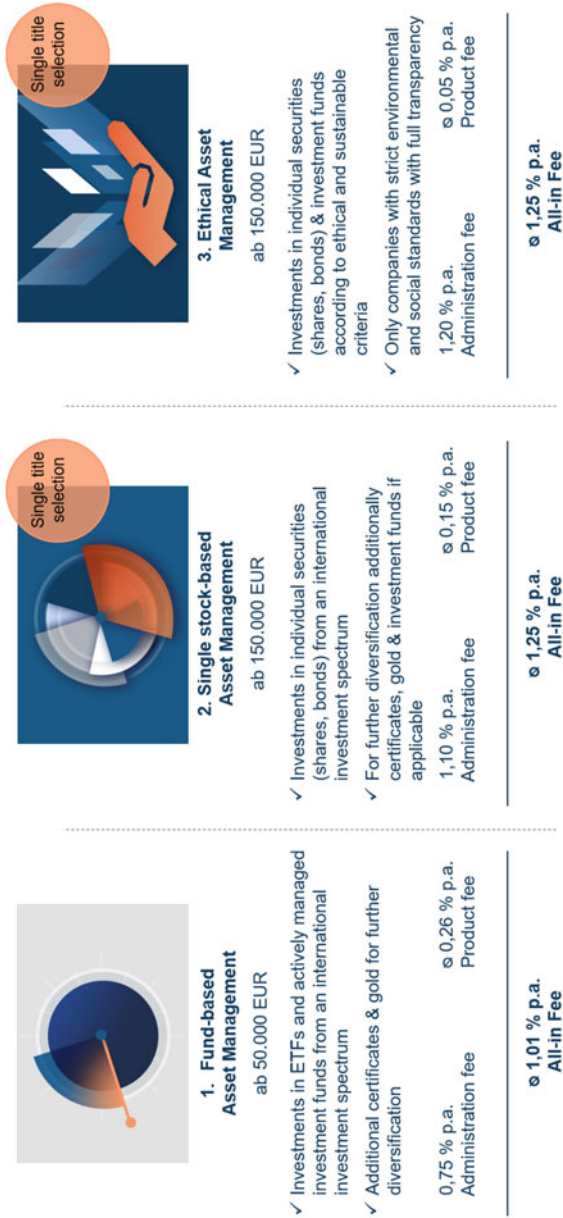 1. Fund-based
Asset Management
ab 50.000 EUR
✓ Investments in ETFs and actively managed
investment funds from an international
investment spectrum
✓ Additional certificates & gold for further
diversification
0,75 % p.a.
Administration fee
⌀ 0,26 % p.a.
Product fee
⌀ 1,01 % p.a.
All-in Fee
Single title
selection
2. Single stock-based
Asset Management
ab 150.000 EUR
✓ Investments in individual securities
(shares, bonds) from an international
investment spectrum
✓ For further diversification additionally
certificates, gold & investment funds if
applicable
1,10 % p.a.
Administration fee
⌀ 0,15 % p.a.
Product fee
⌀ 1,25 % p.a.
All-in Fee
Single title
selection
3. Ethical Asset
Management
ab 150.000 EUR
✓ Investments in individual securities
(shares, bonds) & investment funds
according to ethical and sustainable
criteria
✓ Only companies with strict environmental
and social standards with full transparency
1,20 % p.a.
Administration fee
⌀ 0,05 % p.a.
Product fee
⌀ 1,25 % p.a.
All-in Fee